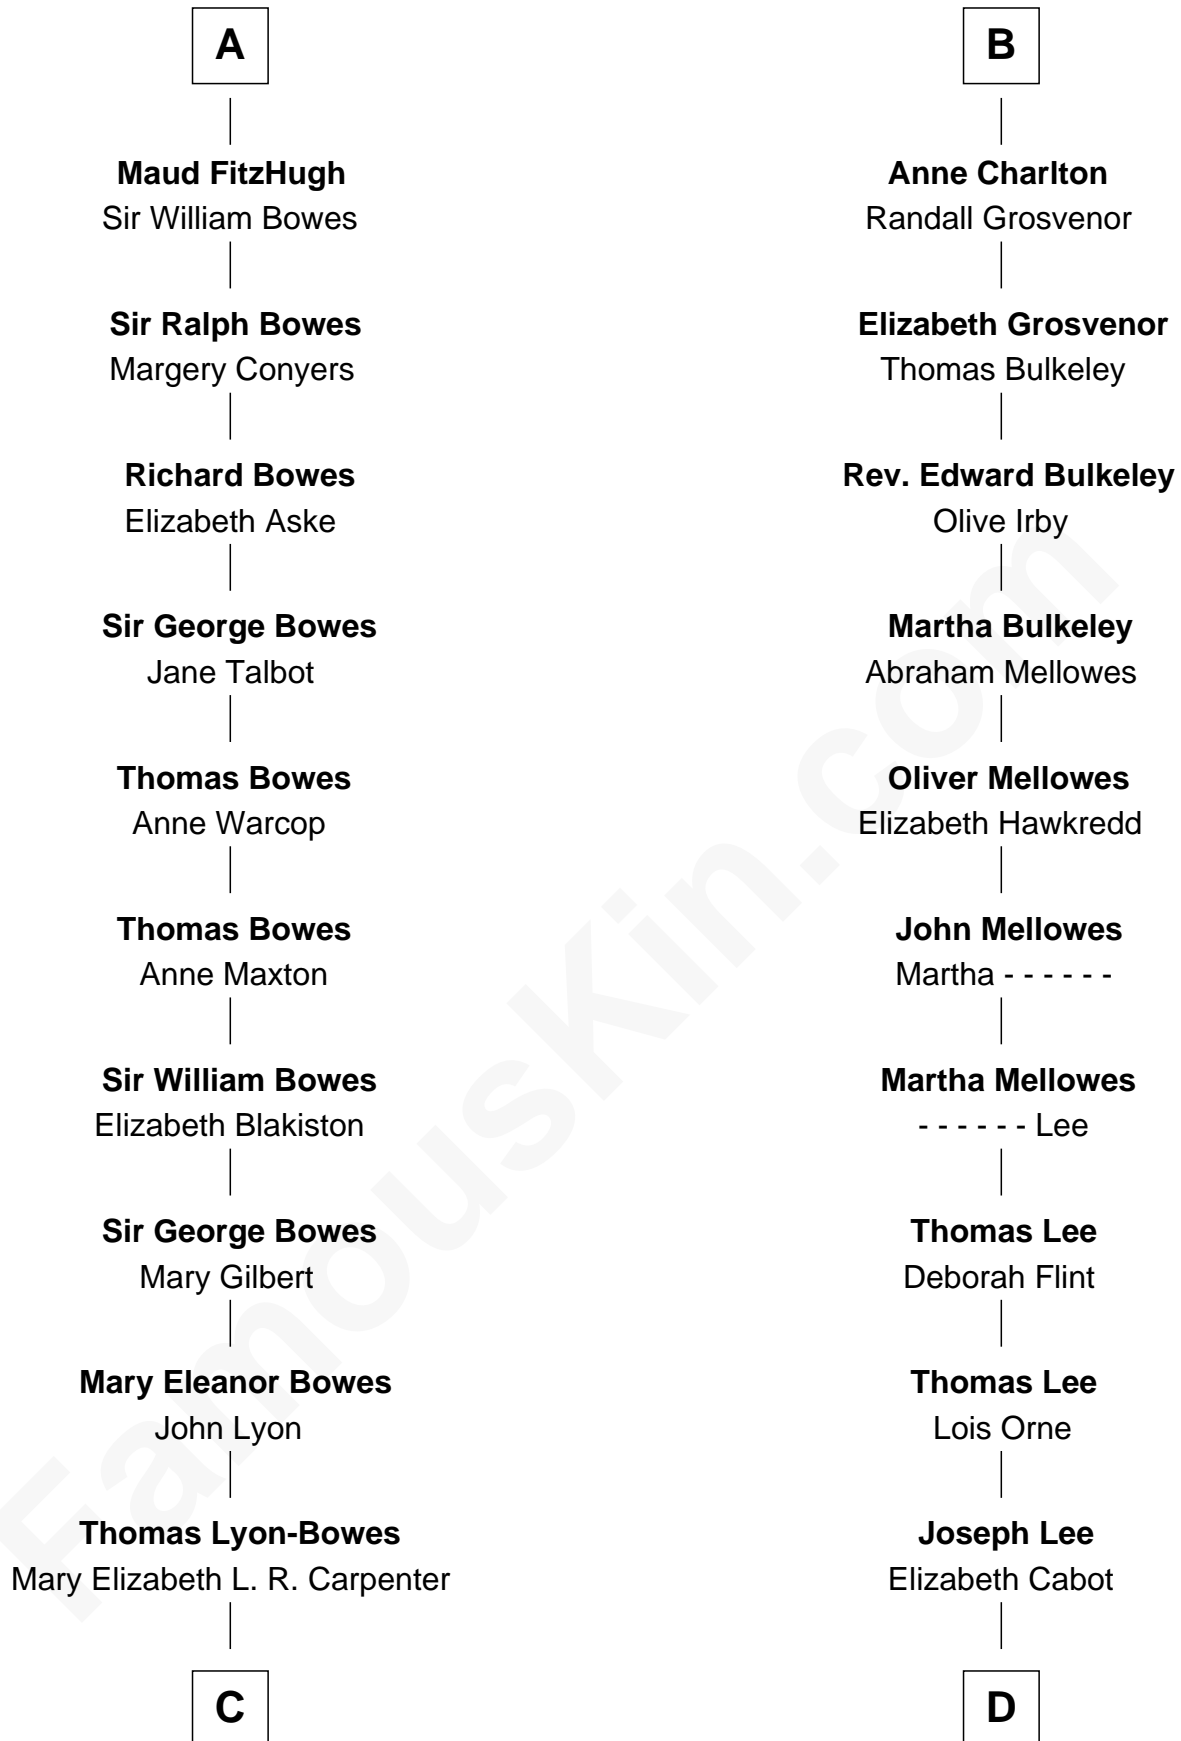 A
Maud FitzHugh
Sir William Bowes
Sir Ralph Bowes
Margery Conyers
Richard Bowes
Elizabeth Aske
Sir George Bowes
Jane Talbot
Thomas Bowes
Anne Warcop
Thomas Bowes
Anne Maxton
Sir William Bowes
Elizabeth Blakiston
Sir George Bowes
Mary Gilbert
Mary Eleanor Bowes
John Lyon
Thomas Lyon-Bowes
Mary Elizabeth L. R. Carpenter
C
B
Anne Charlton
Randall Grosvenor
Elizabeth Grosvenor
Thomas Bulkeley
Rev. Edward Bulkeley
Olive Irby
Martha Bulkeley
Abraham Mellowes
Oliver Mellowes
Elizabeth Hawkredd
John Mellowes
Martha - - - - - -
Martha Mellowes
- - - - - - Lee
Thomas Lee
Deborah Flint
Thomas Lee
Lois Orne
Joseph Lee
Elizabeth Cabot
D
FamousKin.com